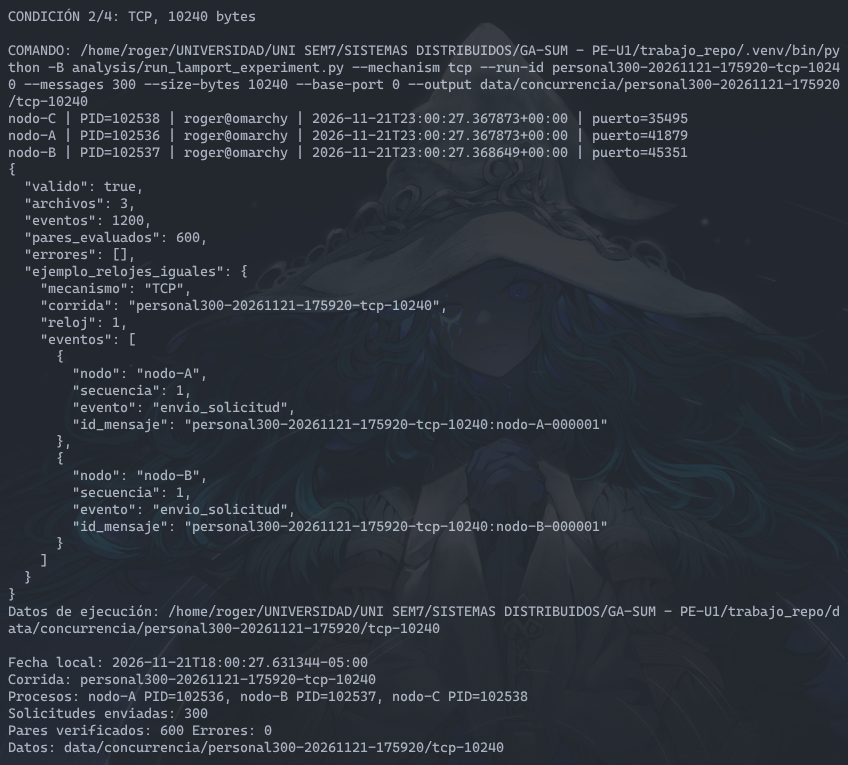 CONDICIÓN 2/4: TCP, 10240 bytes
COMANDO: /home/roger/UNIVERSIDAD/UNI SEM7/SISTEMAS DISTRIBUIDOS/GA-SUM - PE-U1/trabajo_repo/.venv/bin/py
thon -B analysis/run_lamport_experiment.py --mechanism tcp --run-id personal300-20261121-175920-tcp-1024
0 --messages 300 --size-bytes 10240 --base-port 0 --output data/concurrencia/personal300-20261121-175920
/tcp-10240
nodo-C | PID=102538 | roger@omarchy | 2026-11-21T23:00:27.367873+00:00 | puerto=35495
nodo-A | PID=102536 | roger@omarchy | 2026-11-21T23:00:27.367873+00:00 | puerto=41879
nodo-B | PID=102537 | roger@omarchy | 2026-11-21T23:00:27.368649+00:00 | puerto=45351
{
  "valido": true,
  "archivos": 3,
  "eventos": 1200,
  "pares_evaluados": 600,
  "errores": [],
  "ejemplo_relojes_iguales": {
    "mecanismo": "TCP",
    "corrida": "personal300-20261121-175920-tcp-10240",
    "reloj": 1,
    "eventos": [
      {
        "nodo": "nodo-A",
        "secuencia": 1,
        "evento": "envio_solicitud",
        "id_mensaje": "personal300-20261121-175920-tcp-10240:nodo-A-000001"
      },
      {
        "nodo": "nodo-B",
        "secuencia": 1,
        "evento": "envio_solicitud",
        "id_mensaje": "personal300-20261121-175920-tcp-10240:nodo-B-000001"
      }
    ]
  }
}
Datos de ejecución: /home/roger/UNIVERSIDAD/UNI SEM7/SISTEMAS DISTRIBUIDOS/GA-SUM - PE-U1/trabajo_repo/d
ata/concurrencia/personal300-20261121-175920/tcp-10240
Fecha local: 2026-11-21T18:00:27.631344-05:00
Corrida: personal300-20261121-175920-tcp-10240
Procesos: nodo-A PID=102536, nodo-B PID=102537, nodo-C PID=102538
Solicitudes enviadas: 300
Pares verificados: 600 Errores: 0
Datos: data/concurrencia/personal300-20261121-175920/tcp-10240